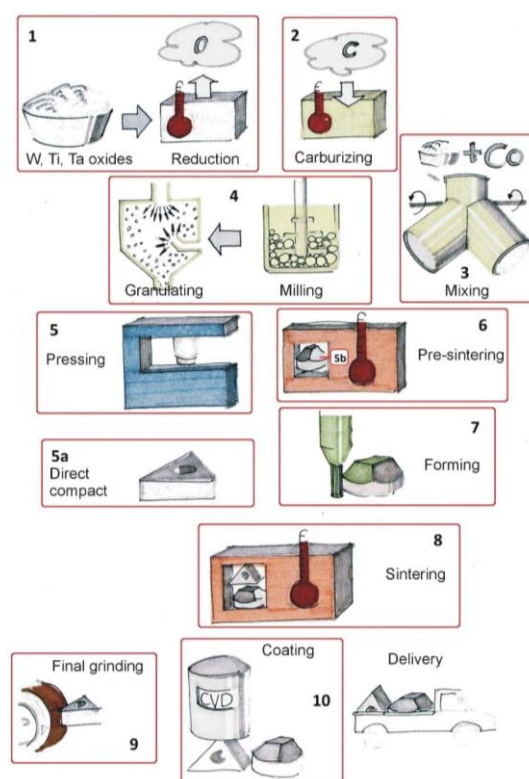 1
O
W, Ti, Ta oxides
Reduction
2
C
Carburizing
+Co
3
Mixing
4
Granulating
Milling
5
Pressing
6
5b
Pre-sintering
5a
Direct
compact
7
Forming
8
Sintering
Final grinding
9
Coating
CVD
10
Delivery